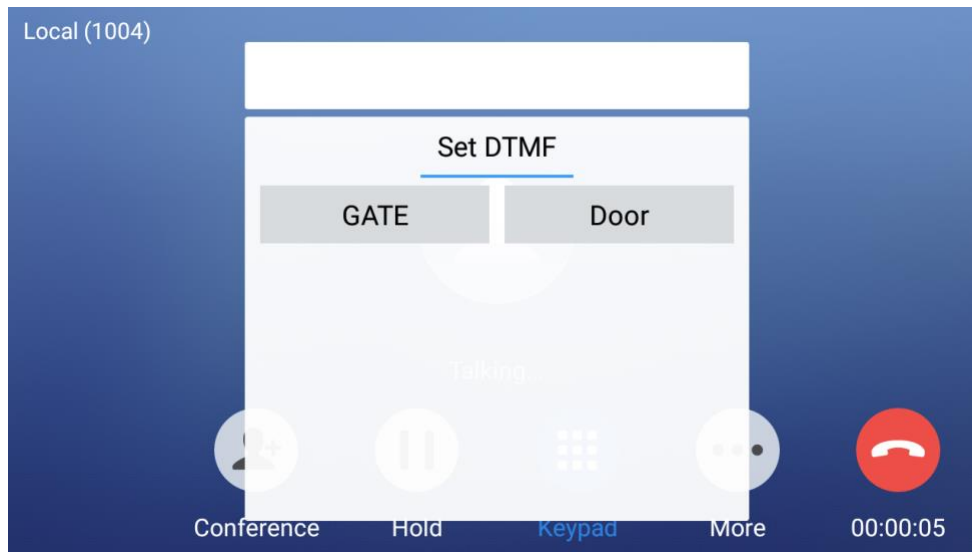 Local (1004)
Set DTMF
GATE Door
Talking...
Conference Hold Keypad More 00:00:05